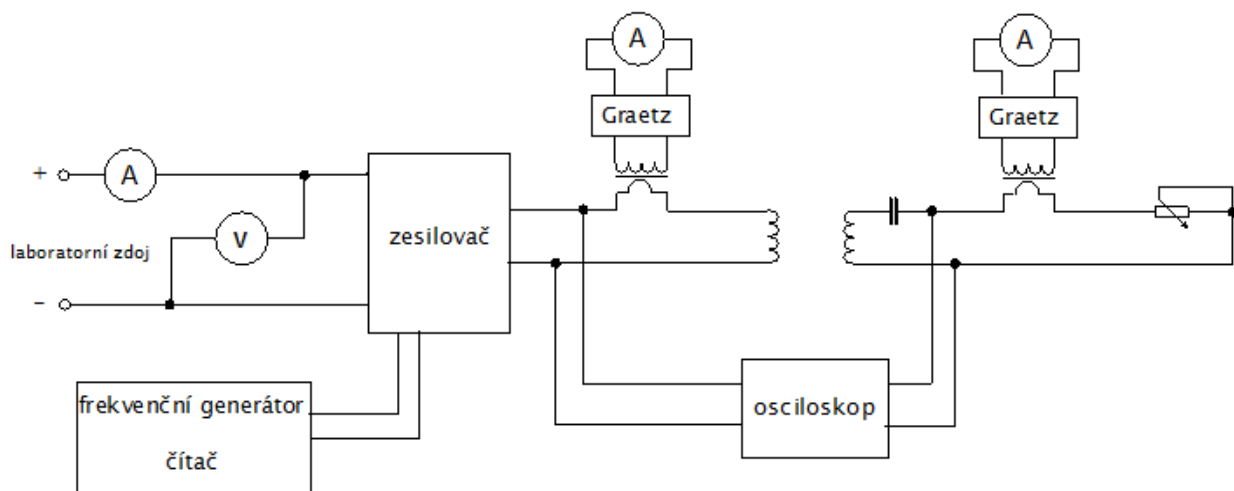 A
A
Graetz
Graetz
+
A
V
laboratorní zdoj
zesilovač
−
frekvenční generátor
čítač
osciloskop